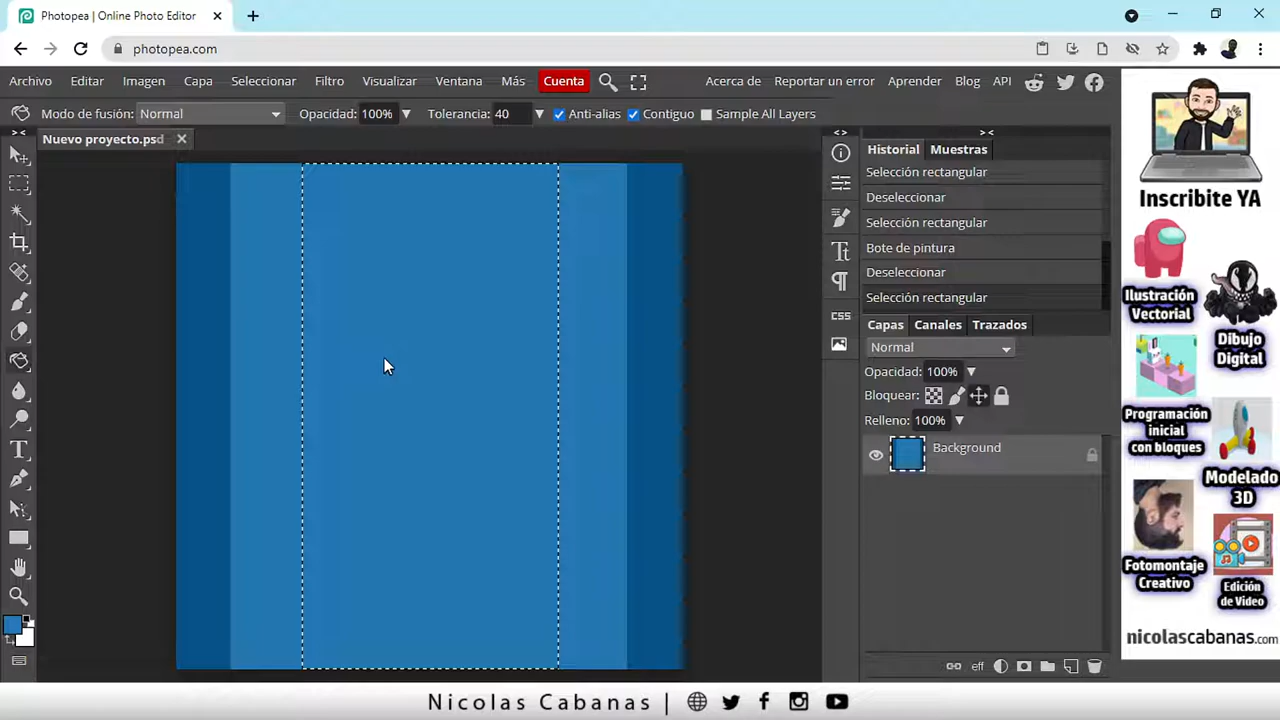 Photopea | Online Photo Editor
photopea.com
Archivo Editar Imagen Capa Seleccionar Filtro Visualizar Ventana Más Cuenta Acerca de Reportar un error Aprender Blog API
Modo de fusión: Normal Opacidad: 100% Tolerancia: 40 Anti-alias Contiguo Sample All Layers
Nuevo proyecto.psd
Historial Muestras
Selección rectangular
Deseleccionar
Selección rectangular
Bote de pintura
Deseleccionar
Selección rectangular
CSS
Capas Canales Trazados
Normal
Opacidad: 100%
Bloquear:
Relleno: 100%
Background
eff
Inscribite YA
Ilustración
Vectorial
Dibujo
Digital
Programación
inicial
con bloques
Modelado
3D
Fotomontaje
Creativo
Edición
de Video
nicolascabanas.com
Nicolas Cabanas |